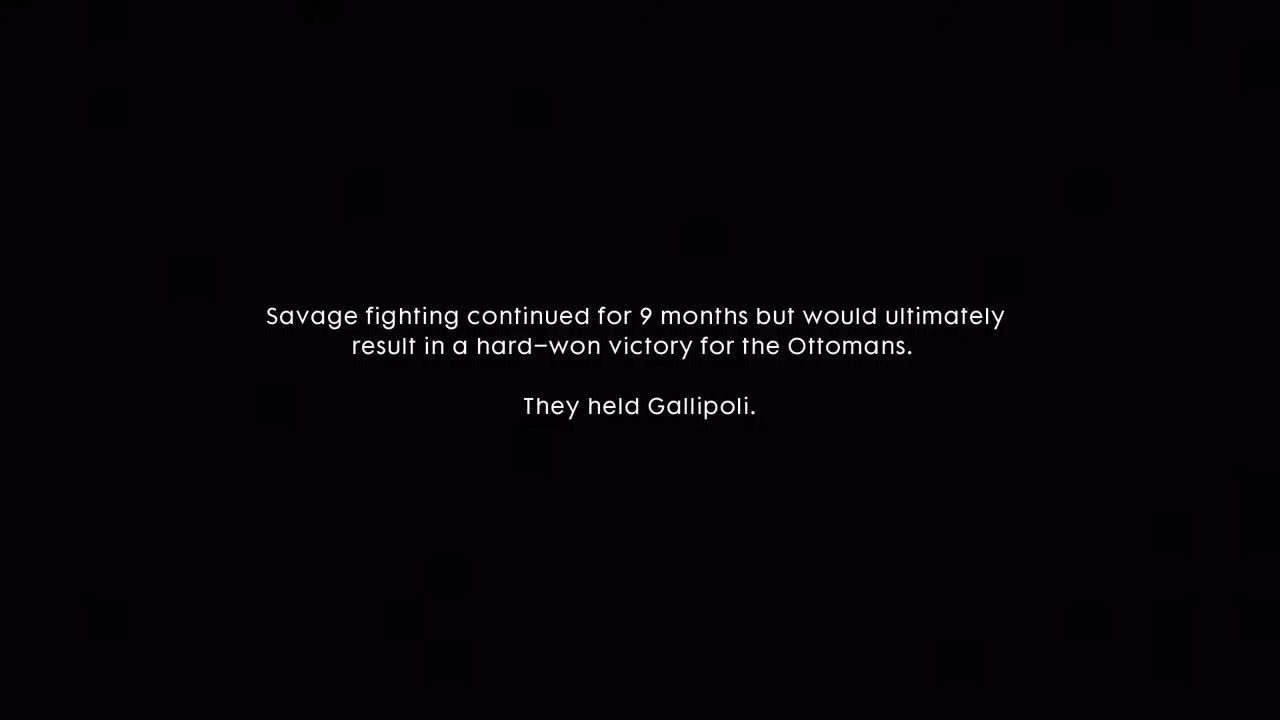 Savage fighting continued for 9 months but would ultimately
result in a hard–won victory for the Ottomans.
They held Gallipoli.